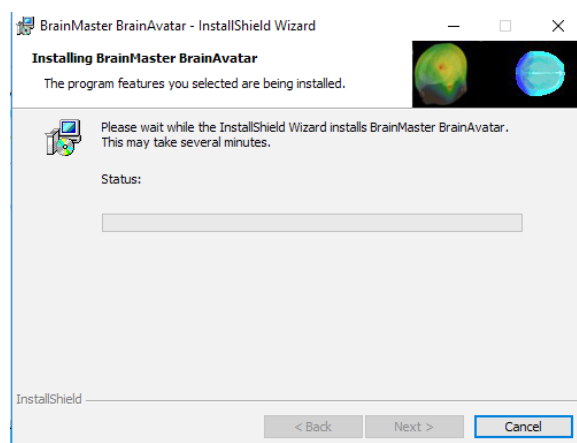 BrainMaster BrainAvatar - InstallShield Wizard
Installing BrainMaster BrainAvatar
The program features you selected are being installed.
Please wait while the InstallShield Wizard installs BrainMaster BrainAvatar.
This may take several minutes.
Status:
InstallShield
< Back Next > Cancel